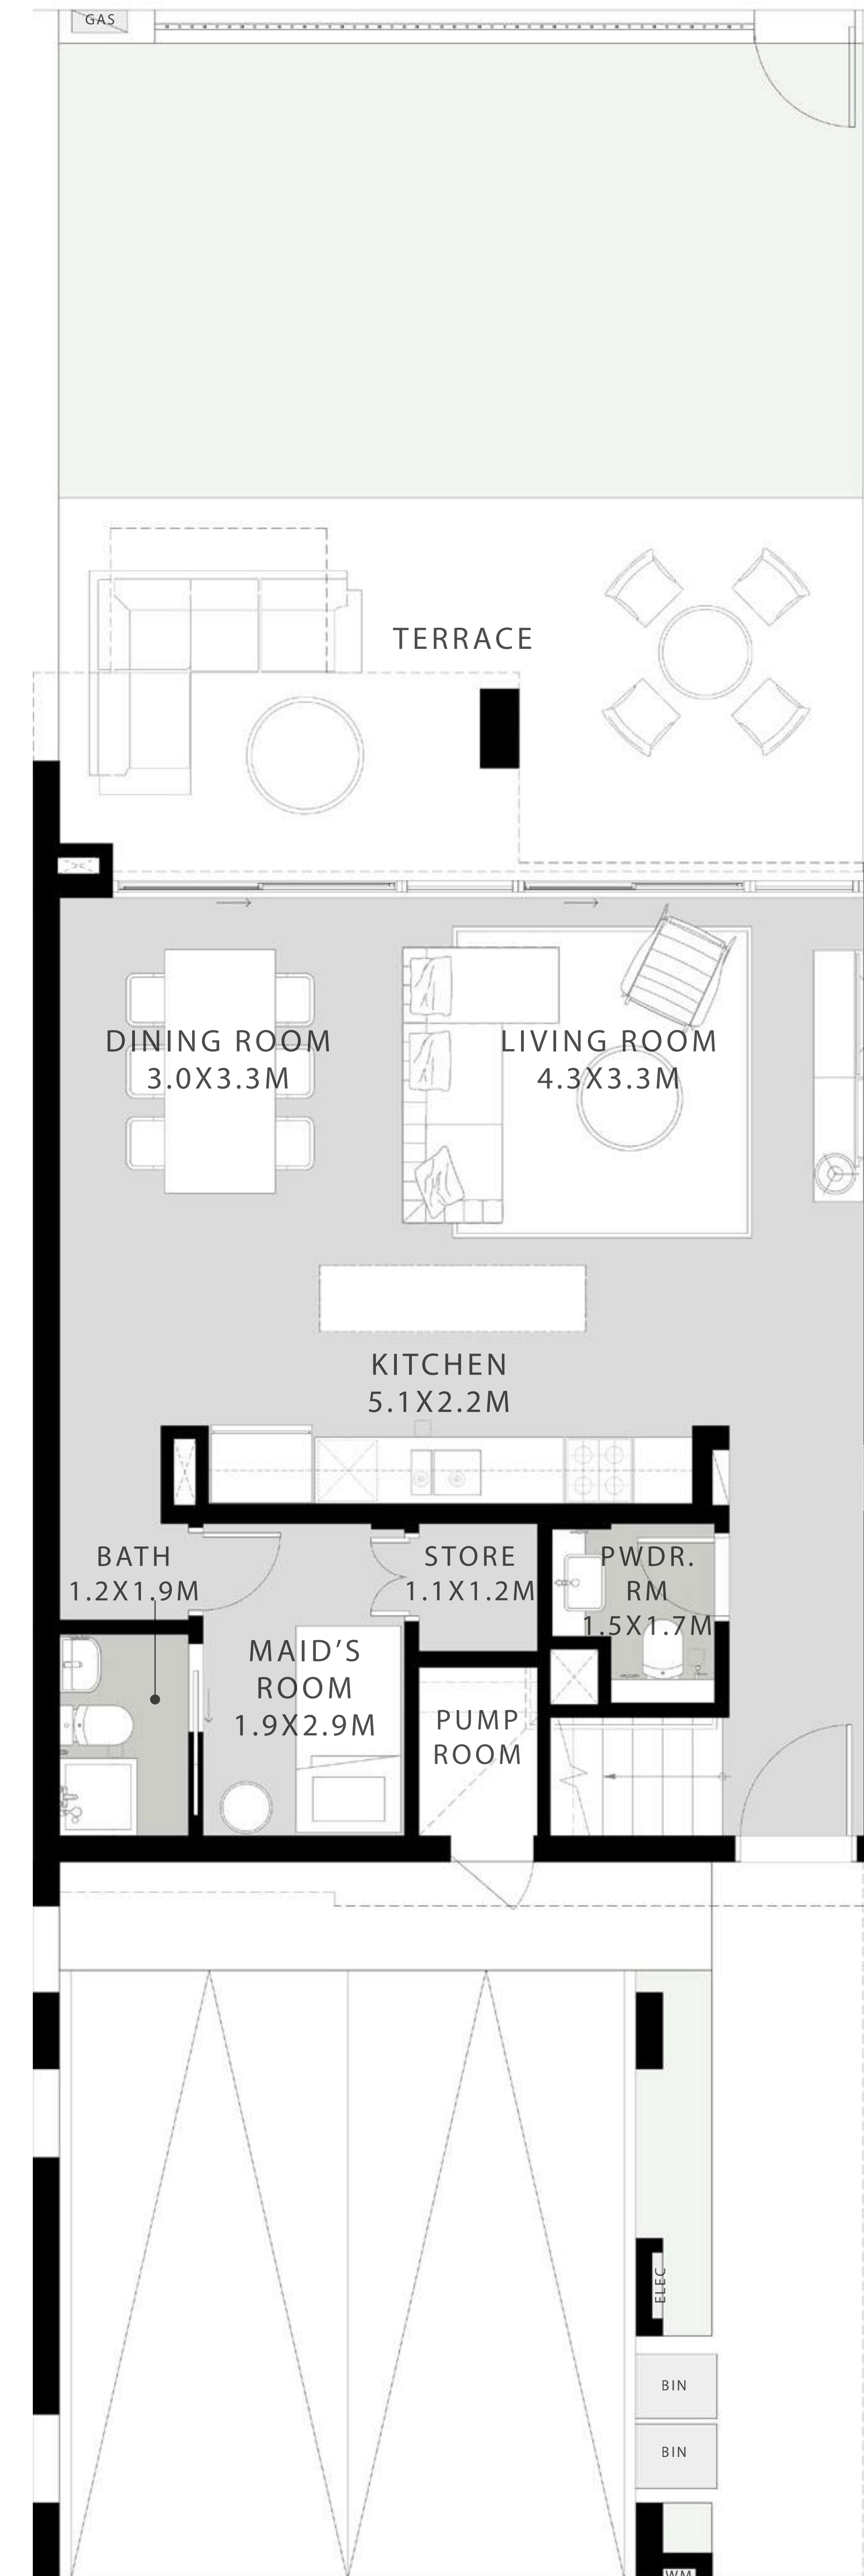 GAS
TERRACE
DINING ROOM
3.0X3.3M
LIVING ROOM
4.3X3.3M
KITCHEN
5.1X2.2M
BATH
1.2X1.9M
STORE
1.1X1.2M
PWDR.
RM
1.5X1.7M
MAID'S
ROOM
1.9X2.9M
PUMP
ROOM
ELEC
BIN
BIN
WM